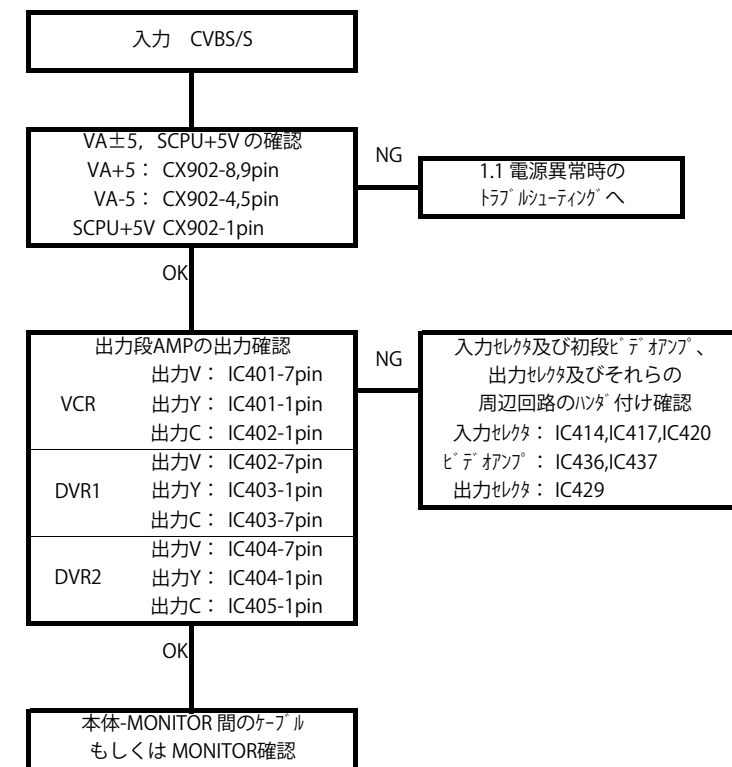 入力　CVBS/S
VA±5，SCPU+5V の確認
VA+5： CX902-8,9pin
VA-5： CX902-4,5pin
SCPU+5V CX902-1pin
NG
1.1 電源異常時の
ﾄﾗﾌﾞﾙｼｭｰﾃｨﾝｸﾞへ
OK
出力段AMPの出力確認
VCR
出力V： IC401-7pin
出力Y： IC401-1pin
出力C： IC402-1pin
DVR1
出力V： IC402-7pin
出力Y： IC403-1pin
出力C： IC403-7pin
DVR2
出力V： IC404-7pin
出力Y： IC404-1pin
出力C： IC405-1pin
NG
入力ｾﾚｸﾀ及び初段ﾋﾞﾃﾞｵｱﾝﾌﾟ、
出力ｾﾚｸﾀ及びそれらの
周辺回路のﾊﾝﾀﾞ付け確認
入力ｾﾚｸﾀ： IC414,IC417,IC420
ﾋﾞﾃﾞｵｱﾝﾌﾟ： IC436,IC437
出力ｾﾚｸﾀ： IC429
OK
本体-MONITOR 間のｹｰﾌﾞﾙ
もしくは MONITOR確認